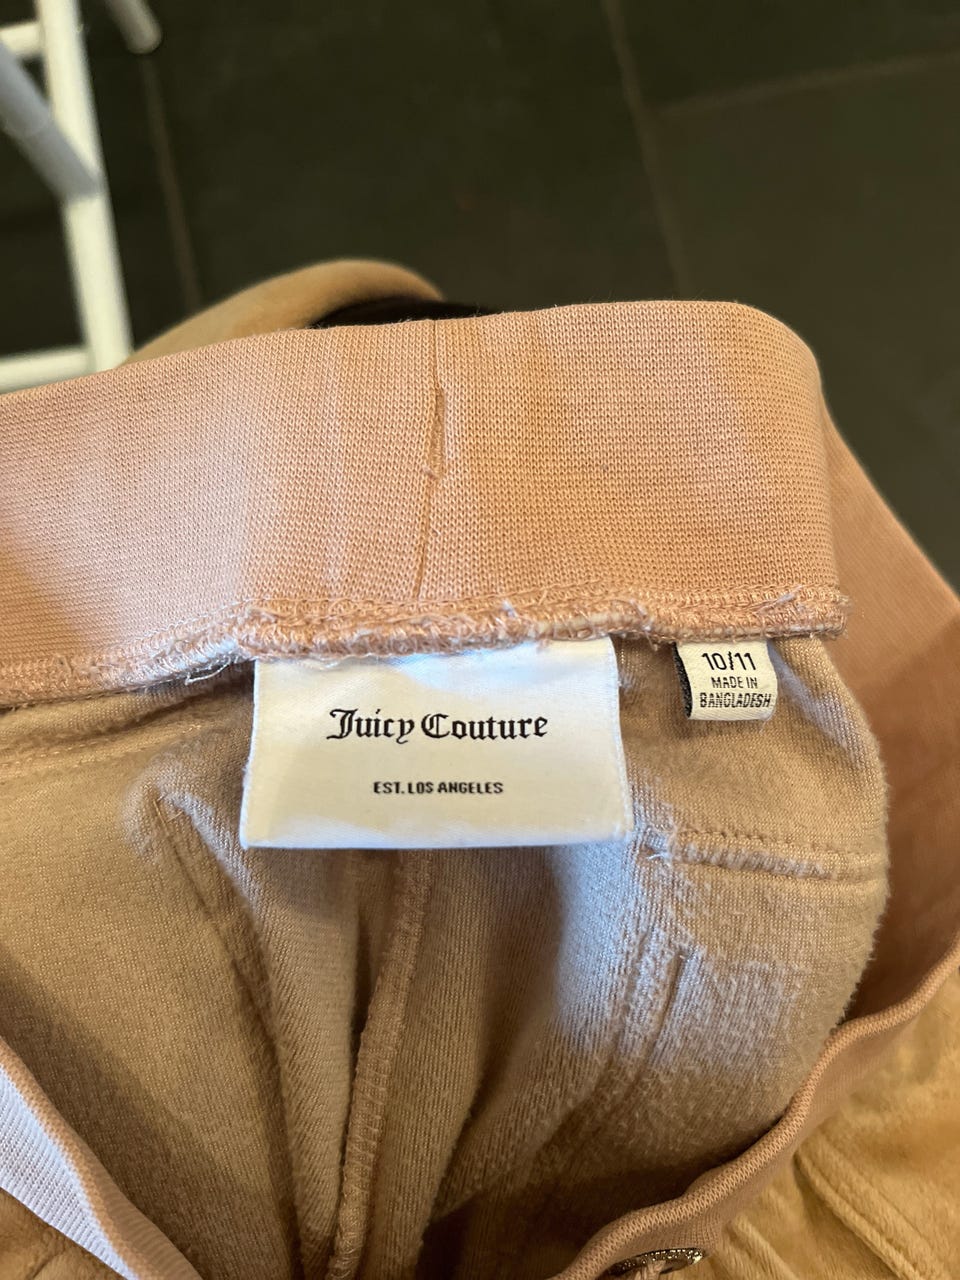 Juicy Couture
EST. LOS ANGELES
10/11
MADE IN
BANGLADESH